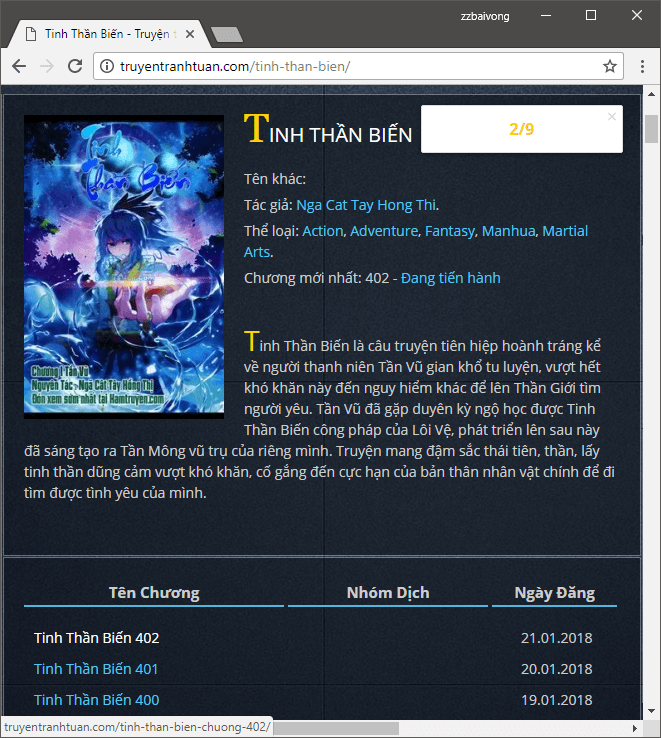 zzbaivong
Tinh Thần Biến - Truyện t
truyentranhtuan.com/tinh-than-bien/
Tinh
Thần Biến
Chương 1 Tần Vũ
Nguyên Tác : Ngã Cật Tây Hồng Thị
Đón xem sớm nhất tại Hamtruyen.com
TINH THẦN BIẾN
2/9
Tên khác:
Tác giả: Nga Cat Tay Hong Thi.
Thể loại: Action, Adventure, Fantasy, Manhua, Martial
Arts.
Chương mới nhất: 402 - Đang tiến hành
Tinh Thần Biến là câu truyện tiên hiệp hoành tráng kể
về người thanh niên Tần Vũ gian khổ tu luyện, vượt hết
khó khăn này đến nguy hiểm khác để lên Thần Giới tìm
người yêu. Tần Vũ đã gặp duyên kỳ ngộ học được Tinh
Thần Biến công pháp của Lôi Vệ, phát triển lên sau này
đã sáng tạo ra Tần Mông vũ trụ của riêng mình. Truyện mang đậm sắc thái tiên, thần, lấy
tinh thần dũng cảm vượt khó khăn, cố gắng đến cực hạn của bản thân nhân vật chính để đi
tìm được tình yêu của mình.
Tên Chương Nhóm Dịch Ngày Đăng
Tinh Thần Biến 402 21.01.2018
Tinh Thần Biến 401 20.01.2018
Tinh Thần Biến 400 19.01.2018
truyentranhtuan.com/tinh-than-bien-chuong-402/